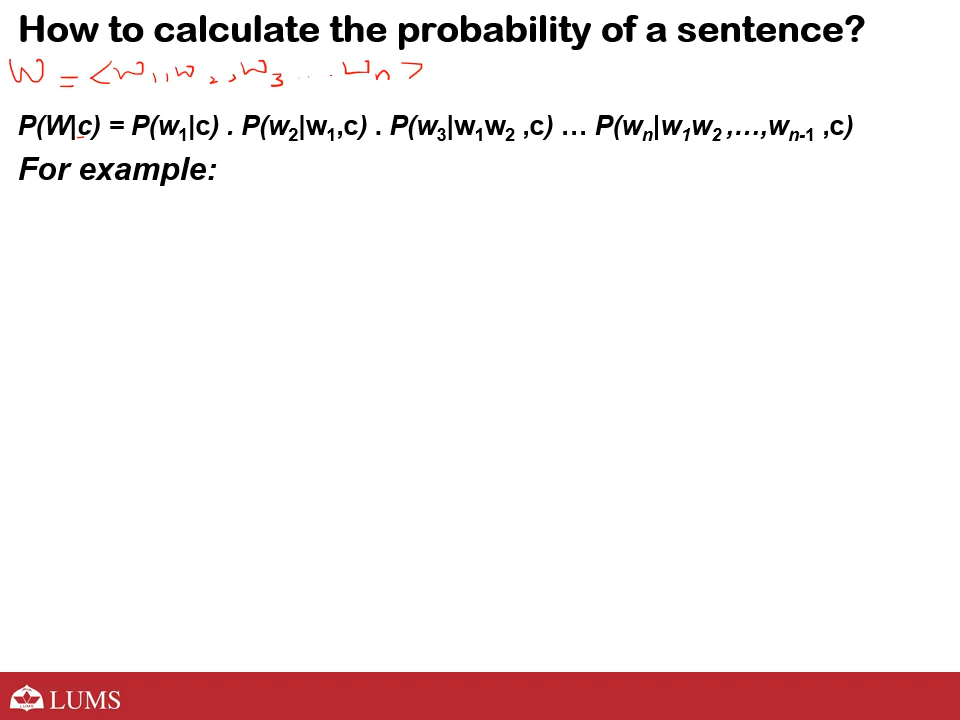 How to calculate the probability of a sentence?
W = <w₁, w₂, w₃ .... wₙ>
P(W|c) = P(w₁|c) . P(w₂|w₁,c) . P(w₃|w₁w₂ ,c) … P(wₙ|w₁w₂ ,…,wₙ₋₁ ,c)
For example:
LUMS